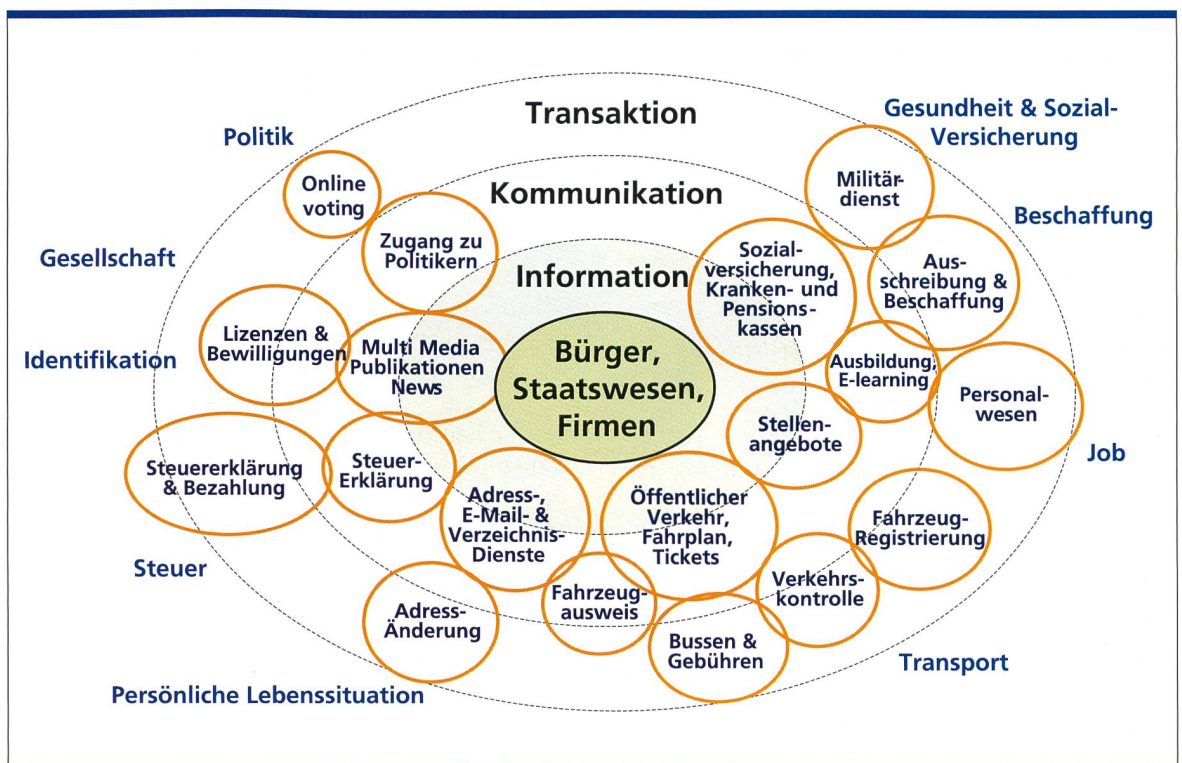 Transaktion
Gesundheit & Sozial-
Versicherung
Politik
Online
voting
Kommunikation
Militär-
dienst
Beschaffung
Zugang zu
Politikern
Gesellschaft
Information
Sozial-
versicherung,
Kranken- und
Pensions-
kassen
Aus-
schreibung &
Beschaffung
Identifikation
Lizenzen &
Bewilligungen
Multi Media
Publikationen
News
Bürger,
Staatswesen,
Firmen
Ausbildung,
E-learning
Personal-
wesen
Stellen-
angebote
Job
Steuererklärung
& Bezahlung
Steuer-
Erklärung
Adress-,
E-Mail- &
Verzeichnis-
Dienste
Öffentlicher
Verkehr,
Fahrplan,
Tickets
Fahrzeug-
Registrierung
Steuer
Adress-
Änderung
Fahrzeug-
ausweis
Verkehrs-
kontrolle
Bussen &
Gebühren
Transport
Persönliche Lebenssituation